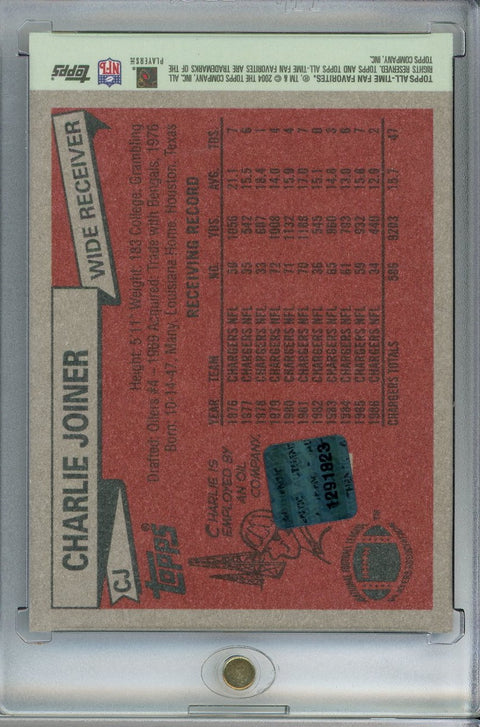 CHARLIE JOINER
WIDE RECEIVER
CJ
TOPPS
Height: 5'11" Weight: 183 College: Grambling
Drafted: Oilers #4 - 1969 Acquired: Trade with Bengals, 1976
Born: 10-14-47, Many, Louisiana Home: Houston, Texas
RECEIVING RECORD
YEAR TEAM NO. YDS. AVG. TDS.
1976 CHARGERS NFL 50 1056 21.1 7
1977 CHARGERS NFL 35 542 15.5 6
1978 CHARGERS NFL 33 607 18.4 1
1979 CHARGERS NFL 72 1008 14.0 4
1980 CHARGERS NFL 71 1132 15.9 4
1981 CHARGERS NFL 70 1188 17.0 7
1982 CHARGERS NFL 36 545 15.1 0
1983 CHARGERS NFL 65 960 14.8 3
1984 CHARGERS NFL 61 793 13.0 6
1985 CHARGERS NFL 59 932 15.8 7
1986 CHARGERS NFL 34 440 12.9 2
CHARGERS TOTALS 586 9203 15.7 47
CHARLIE IS
EMPLOYED BY
AN OIL
COMPANY.
1291823
TOPPS ALL-TIME FAN FAVORITES. ®, TM & © 2004 THE TOPPS COMPANY, INC. ALL
RIGHTS RESERVED. TOPPS AND TOPPS ALL-TIME FAN FAVORITES ARE TRADEMARKS OF THE
TOPPS COMPANY, INC.
PLAYERS INC
NFL
topps